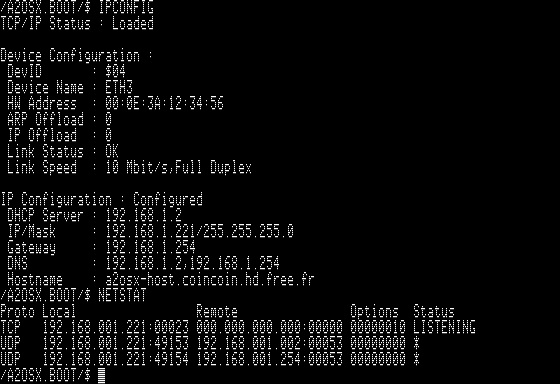 /A2OSX.BOOT/$ IPCONFIG
TCP/IP Status : Loaded
Device Configuration :
DevID : $04
Device Name : ETH3
HW Address : 00:0E:3A:12:34:56
ARP Offload : 0
IP Offload : 0
Link Status : OK
Link Speed : 10 Mbit/s,Full Duplex
IP Configuration : Configured
DHCP Server : 192.168.1.2
IP/Mask : 192.168.1.221/255.255.255.0
Gateway : 192.168.1.254
DNS : 192.168.1.2,192.168.1.254
Hostname : a2osx-host.coincoin.hd.free.fr
/A2OSX.BOOT/$ NETSTAT
Proto Local Remote Options Status
TCP 192.168.001.221:00023 000.000.000.000:00000 00000010 LISTENING
UDP 192.168.001.221:49153 192.168.001.002:00053 00000000 *
UDP 192.168.001.221:49154 192.168.001.254:00053 00000000 *
/A2OSX.BOOT/$